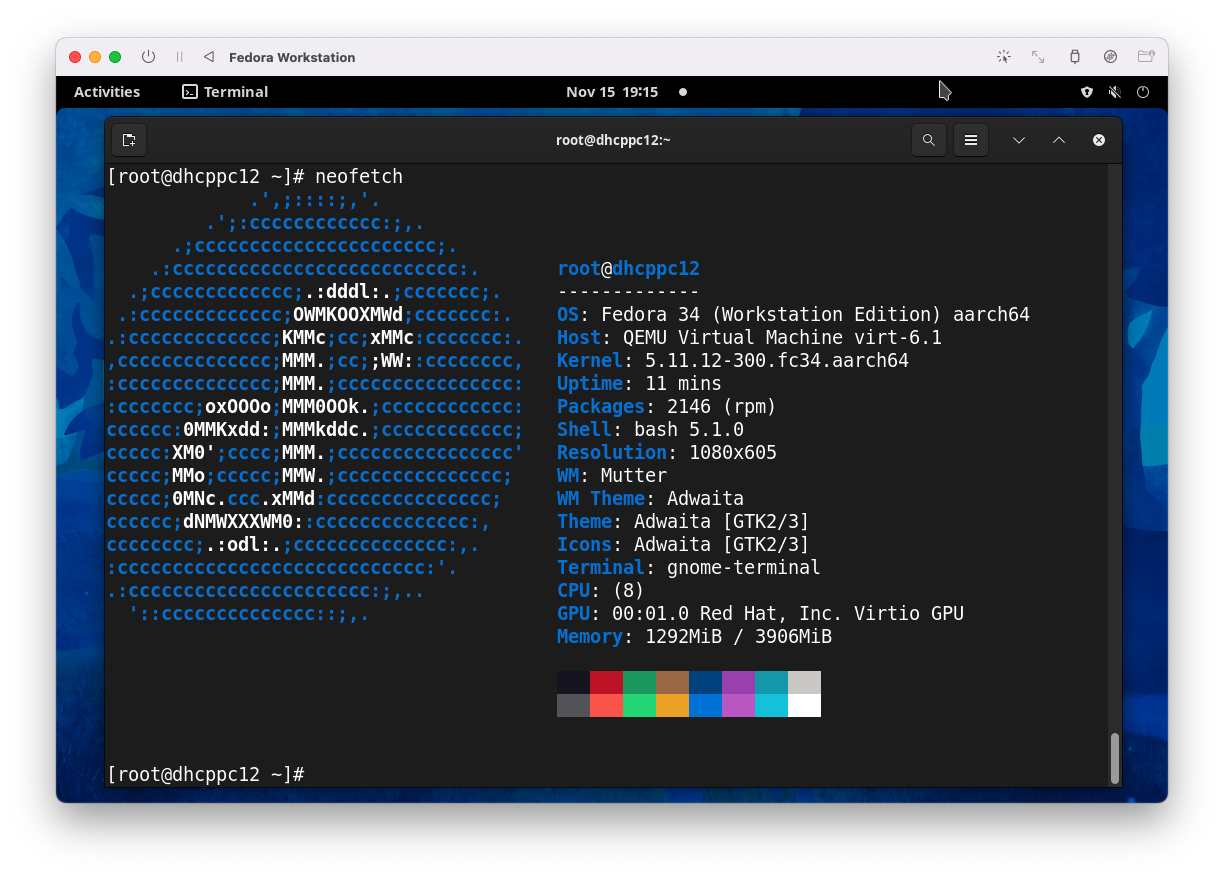 Fedora Workstation
Activities Terminal Nov 15 19:15
root@dhcppc12:~
[root@dhcppc12 ~]# neofetch
.',;::::;,'.
.';:cccccccccccc:;,.
.;cccccccccccccccccccccc;.
.:cccccccccccccccccccccccccc:.
.;ccccccccccccc;.:dddl:.;ccccccc;.
.:ccccccccccccc;OWMKOOXMWd;ccccccc:.
.:ccccccccccccc;KMMc;cc;xMMc:ccccccc:.
,cccccccccccccc;MMM.;cc;;WW::cccccccc,
:cccccccccccccc;MMM.;cccccccccccccccc:
:ccccccc;oxOOOo;MMM0OOk.;cccccccccccc:
cccccc:0MMKxdd:;MMMkddc.;cccccccccccc;
ccccc:XM0';cccc;MMM.;cccccccccccccccc'
ccccc;MMo;ccccc;MMW.;ccccccccccccccc;
ccccc;0MNc.ccc.xMMd:ccccccccccccccc;
cccccc;dNMWXXXWM0::cccccccccccccc:,
cccccccc;.:odl:.;cccccccccccccc:,.
:cccccccccccccccccccccccccccc:'.
.:cccccccccccccccccccccc:;,..
'::cccccccccccccc::;,.
root@dhcppc12
-------------
OS: Fedora 34 (Workstation Edition) aarch64
Host: QEMU Virtual Machine virt-6.1
Kernel: 5.11.12-300.fc34.aarch64
Uptime: 11 mins
Packages: 2146 (rpm)
Shell: bash 5.1.0
Resolution: 1080x605
WM: Mutter
WM Theme: Adwaita
Theme: Adwaita [GTK2/3]
Icons: Adwaita [GTK2/3]
Terminal: gnome-terminal
CPU: (8)
GPU: 00:01.0 Red Hat, Inc. Virtio GPU
Memory: 1292MiB / 3906MiB
[root@dhcppc12 ~]#